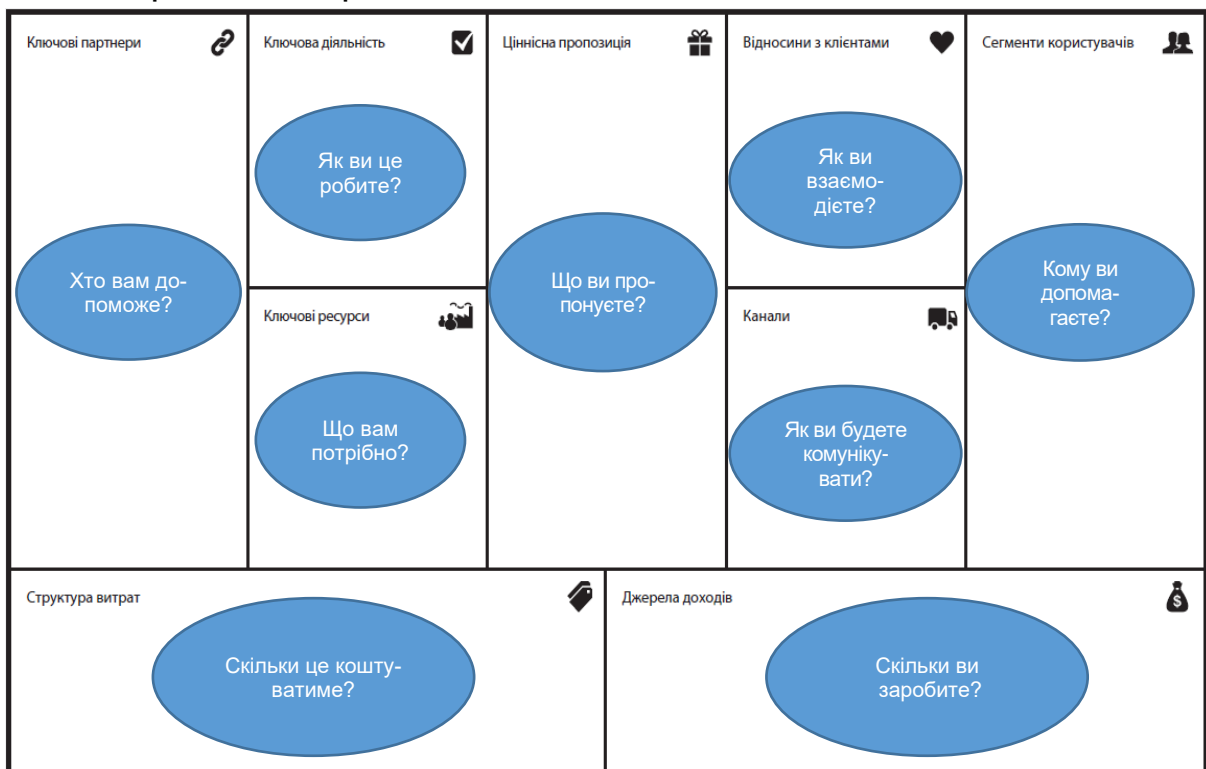 Ключові партнери
Хто вам до-
поможе?
Ключова діяльність
Як ви це
робите?
Ключові ресурси
Що вам
потрібно?
Ціннісна пропозиція
Що ви про-
понуєте?
Відносини з клієнтами
Як ви
взаємо-
дієте?
Канали
Як ви будете
комуніку-
вати?
Сегменти користувачів
Кому ви
допома-
гаєте?
Структура витрат
Скільки це кошту-
ватиме?
Джерела доходів
$
Скільки ви
заробите?